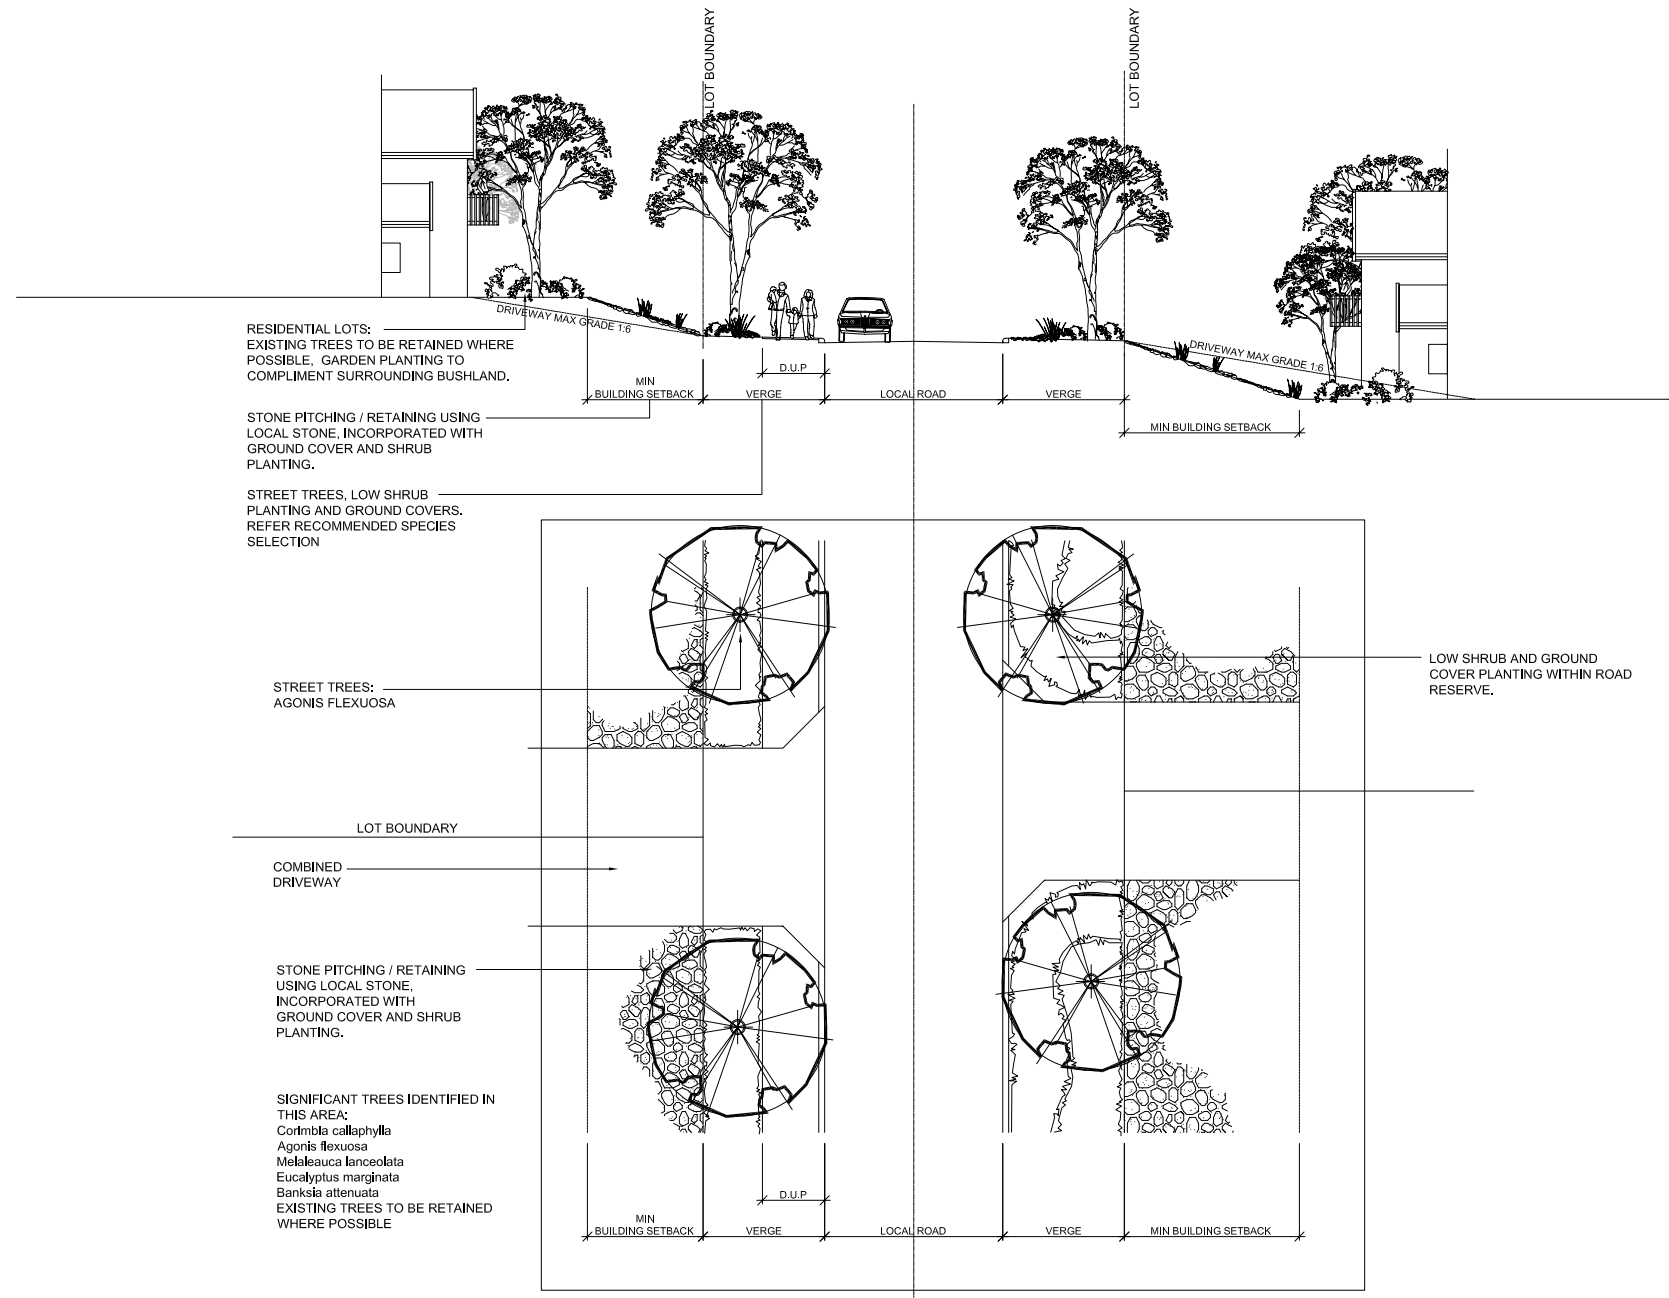 LOT BOUNDARY
LOT BOUNDARY
DRIVEWAY MAX GRADE 1:6
DRIVEWAY MAX GRADE 1:6
RESIDENTIAL LOTS:
EXISTING TREES TO BE RETAINED WHERE
POSSIBLE, GARDEN PLANTING TO
COMPLIMENT SURROUNDING BUSHLAND.
D.U.P
MIN
BUILDING SETBACK
VERGE
LOCAL ROAD
VERGE
MIN BUILDING SETBACK
STONE PITCHING / RETAINING USING
LOCAL STONE, INCORPORATED WITH
GROUND COVER AND SHRUB
PLANTING.
STREET TREES, LOW SHRUB
PLANTING AND GROUND COVERS.
REFER RECOMMENDED SPECIES
SELECTION
STREET TREES:
AGONIS FLEXUOSA
LOW SHRUB AND GROUND
COVER PLANTING WITHIN ROAD
RESERVE.
LOT BOUNDARY
COMBINED
DRIVEWAY
STONE PITCHING / RETAINING
USING LOCAL STONE,
INCORPORATED WITH
GROUND COVER AND SHRUB
PLANTING.
SIGNIFICANT TREES IDENTIFIED IN
THIS AREA:
Corimbia callaphylla
Agonis flexuosa
Melaleauca lanceolata
Eucalyptus marginata
Banksia attenuata
EXISTING TREES TO BE RETAINED
WHERE POSSIBLE
D.U.P
MIN
BUILDING SETBACK
VERGE
LOCAL ROAD
VERGE
MIN BUILDING SETBACK